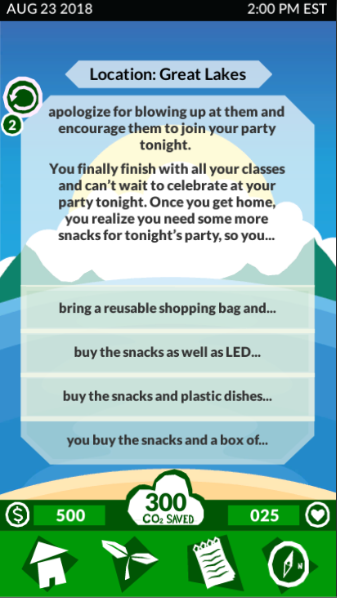 AUG 23 2018
2:00 PM EST
Location: Great Lakes
2
apologize for blowing up at them and
encourage them to join your party
tonight.
You finally finish with all your classes
and can't wait to celebrate at your
party tonight. Once you get home,
you realize you need some more
snacks for tonight's party, so you...
bring a reusable shopping bag and...
buy the snacks as well as LED...
buy the snacks and plastic dishes...
you buy the snacks and a box of...
$
500
300
CO₂ SAVED
025
N